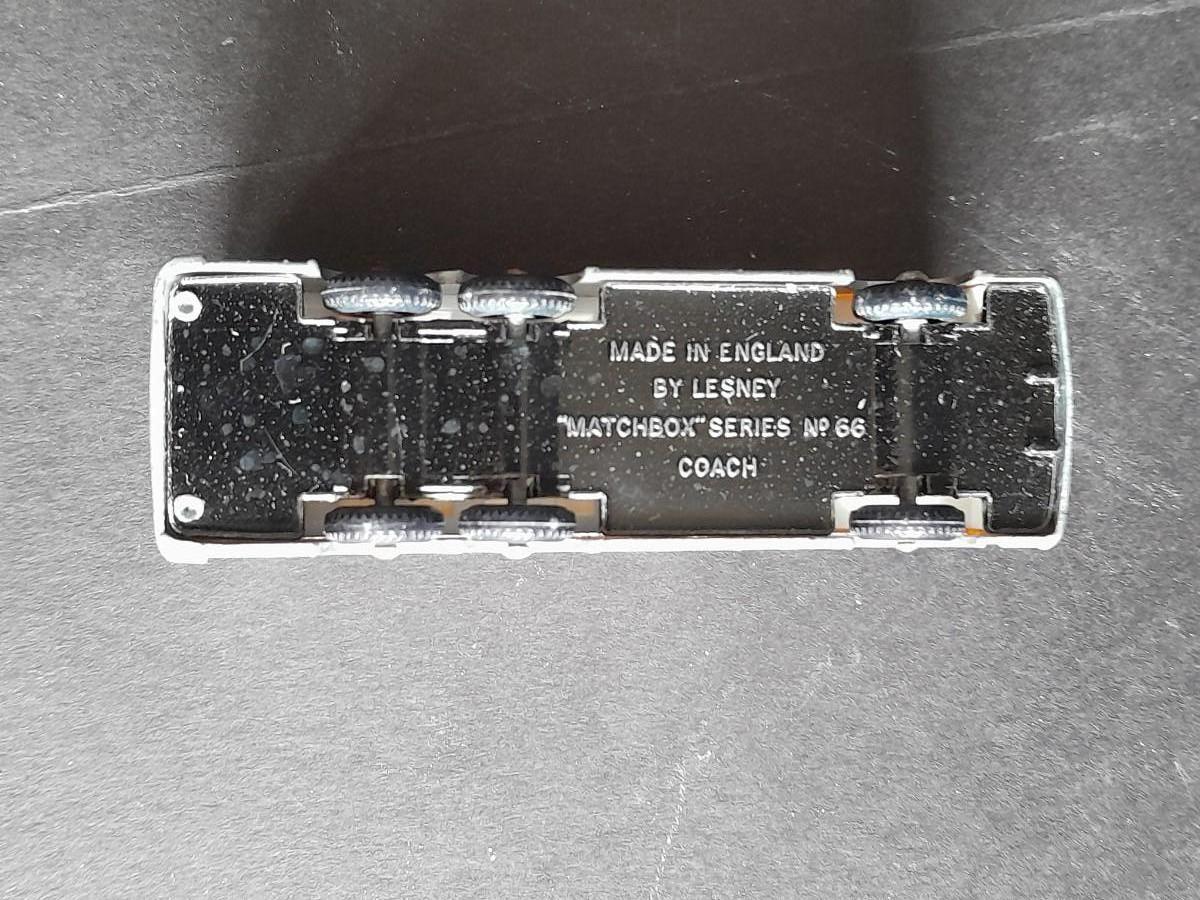 MADE IN ENGLAND
BY LESNEY
"MATCHBOX" SERIES Nº 66
COACH